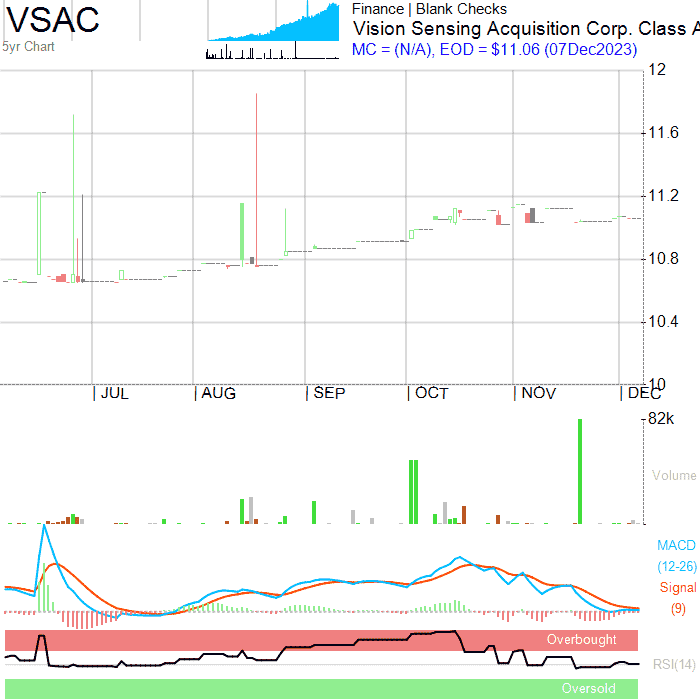 VSAC
5yr Chart
Finance | Blank Checks
Vision Sensing Acquisition Corp. Class A
MC = (N/A), EOD = $11.06 (07Dec2023)
12
11.6
11.2
10.8
10.4
10
JUL
AUG
SEP
OCT
NOV
DEC
82k
Volume
MACD
(12-26)
Signal
(9)
Overbought
RSI(14)
Oversold